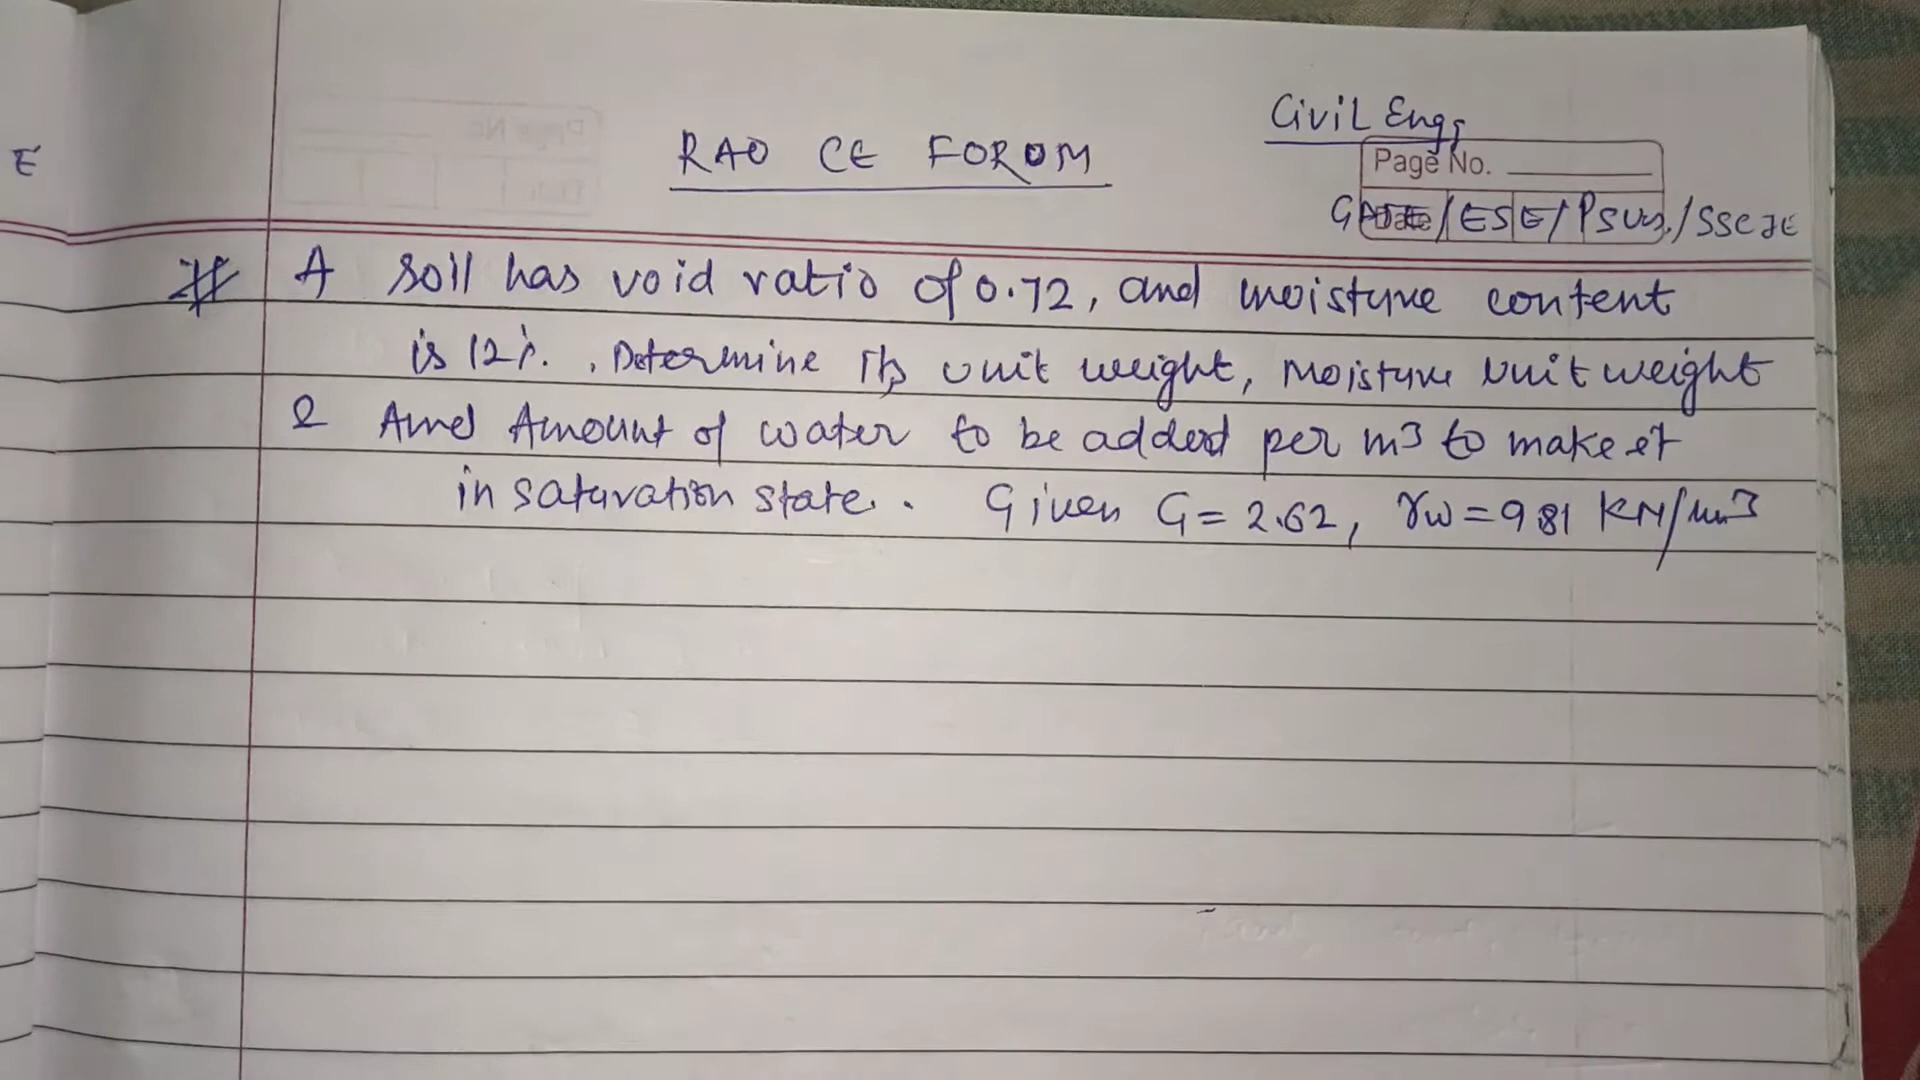 Civil Engg
RAO CE FORUM
Page No.
E
GATE/ESE/PSUs./SSC JE
# A soil has void ratio of 0.72, and moisture content
is 12%. . Determine its unit weight, Moisture unit weight
& And Amount of water to be added per m3 to make it
in saturation state. . Given G = 2.62, γw = 9.81 KN/m3